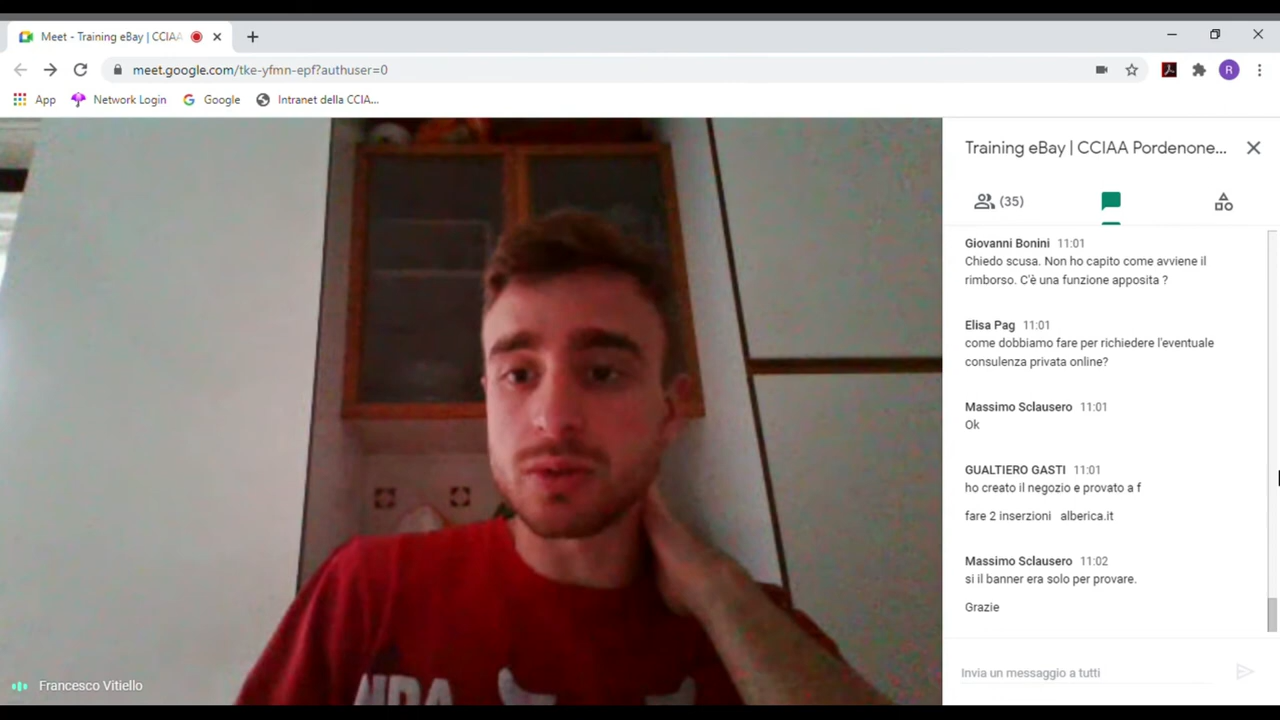 Meet - Training eBay | CCIAA
meet.google.com/tke-yfmn-epf?authuser=0
R
App
Network Login
Google
Intranet della CCIA...
Training eBay | CCIAA Pordenone...
(35)
Giovanni Bonini 11:01
Chiedo scusa. Non ho capito come avviene il
rimborso. C'è una funzione apposita ?
Elisa Pag 11:01
come dobbiamo fare per richiedere l'eventuale
consulenza privata online?
Massimo Sclausero 11:01
Ok
GUALTIERO GASTI 11:01
ho creato il negozio e provato a f
fare 2 inserzioni alberica.it
Massimo Sclausero 11:02
si il banner era solo per provare.
Grazie
Francesco Vitiello
Invia un messaggio a tutti